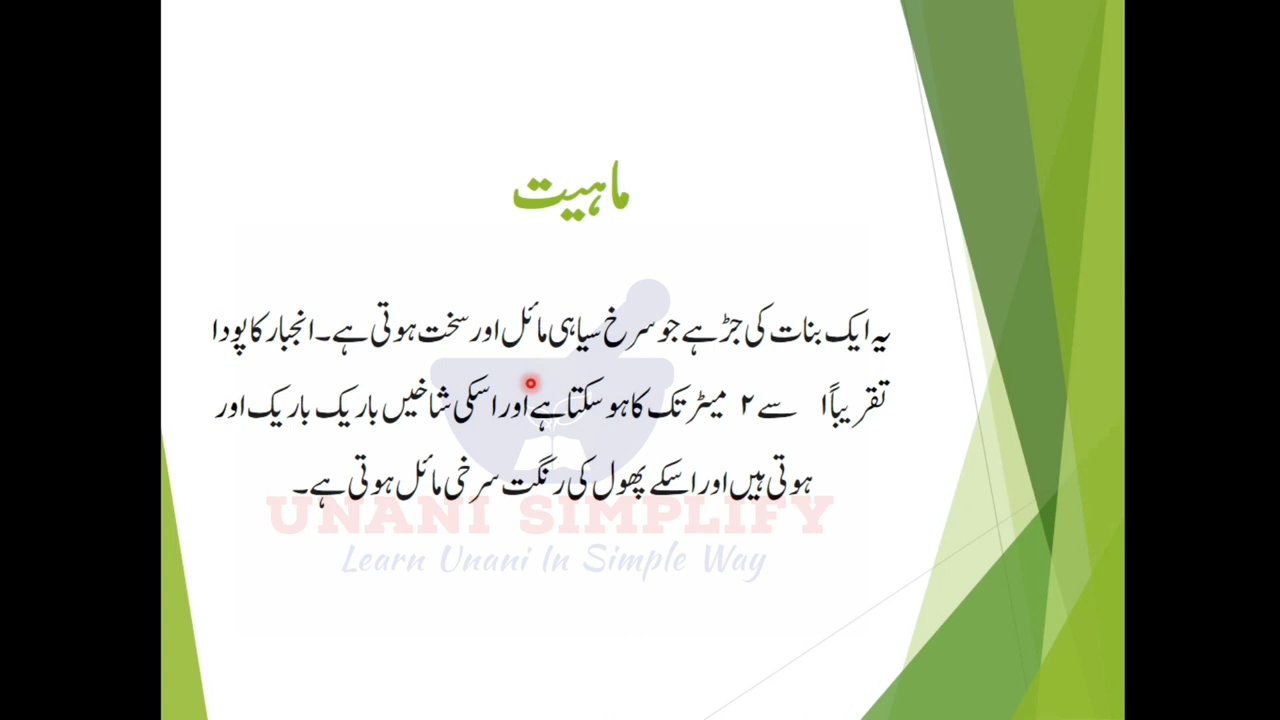 ماہیت
یہ ایک بنات کی جڑ ہے جو سرخ سیاہی مائل اور سخت ہوتی ہے۔ انجبار کا پودا
تقریباً ا سے ۲ میٹر تک کا ہو سکتا ہے اور اسکی شاخیں باریک باریک اور
ہوتی ہیں اور اسکے پھول کی رنگت سرخی مائل ہوتی ہے۔
UNANI SIMPLIFY
Learn Unani In Simple Way